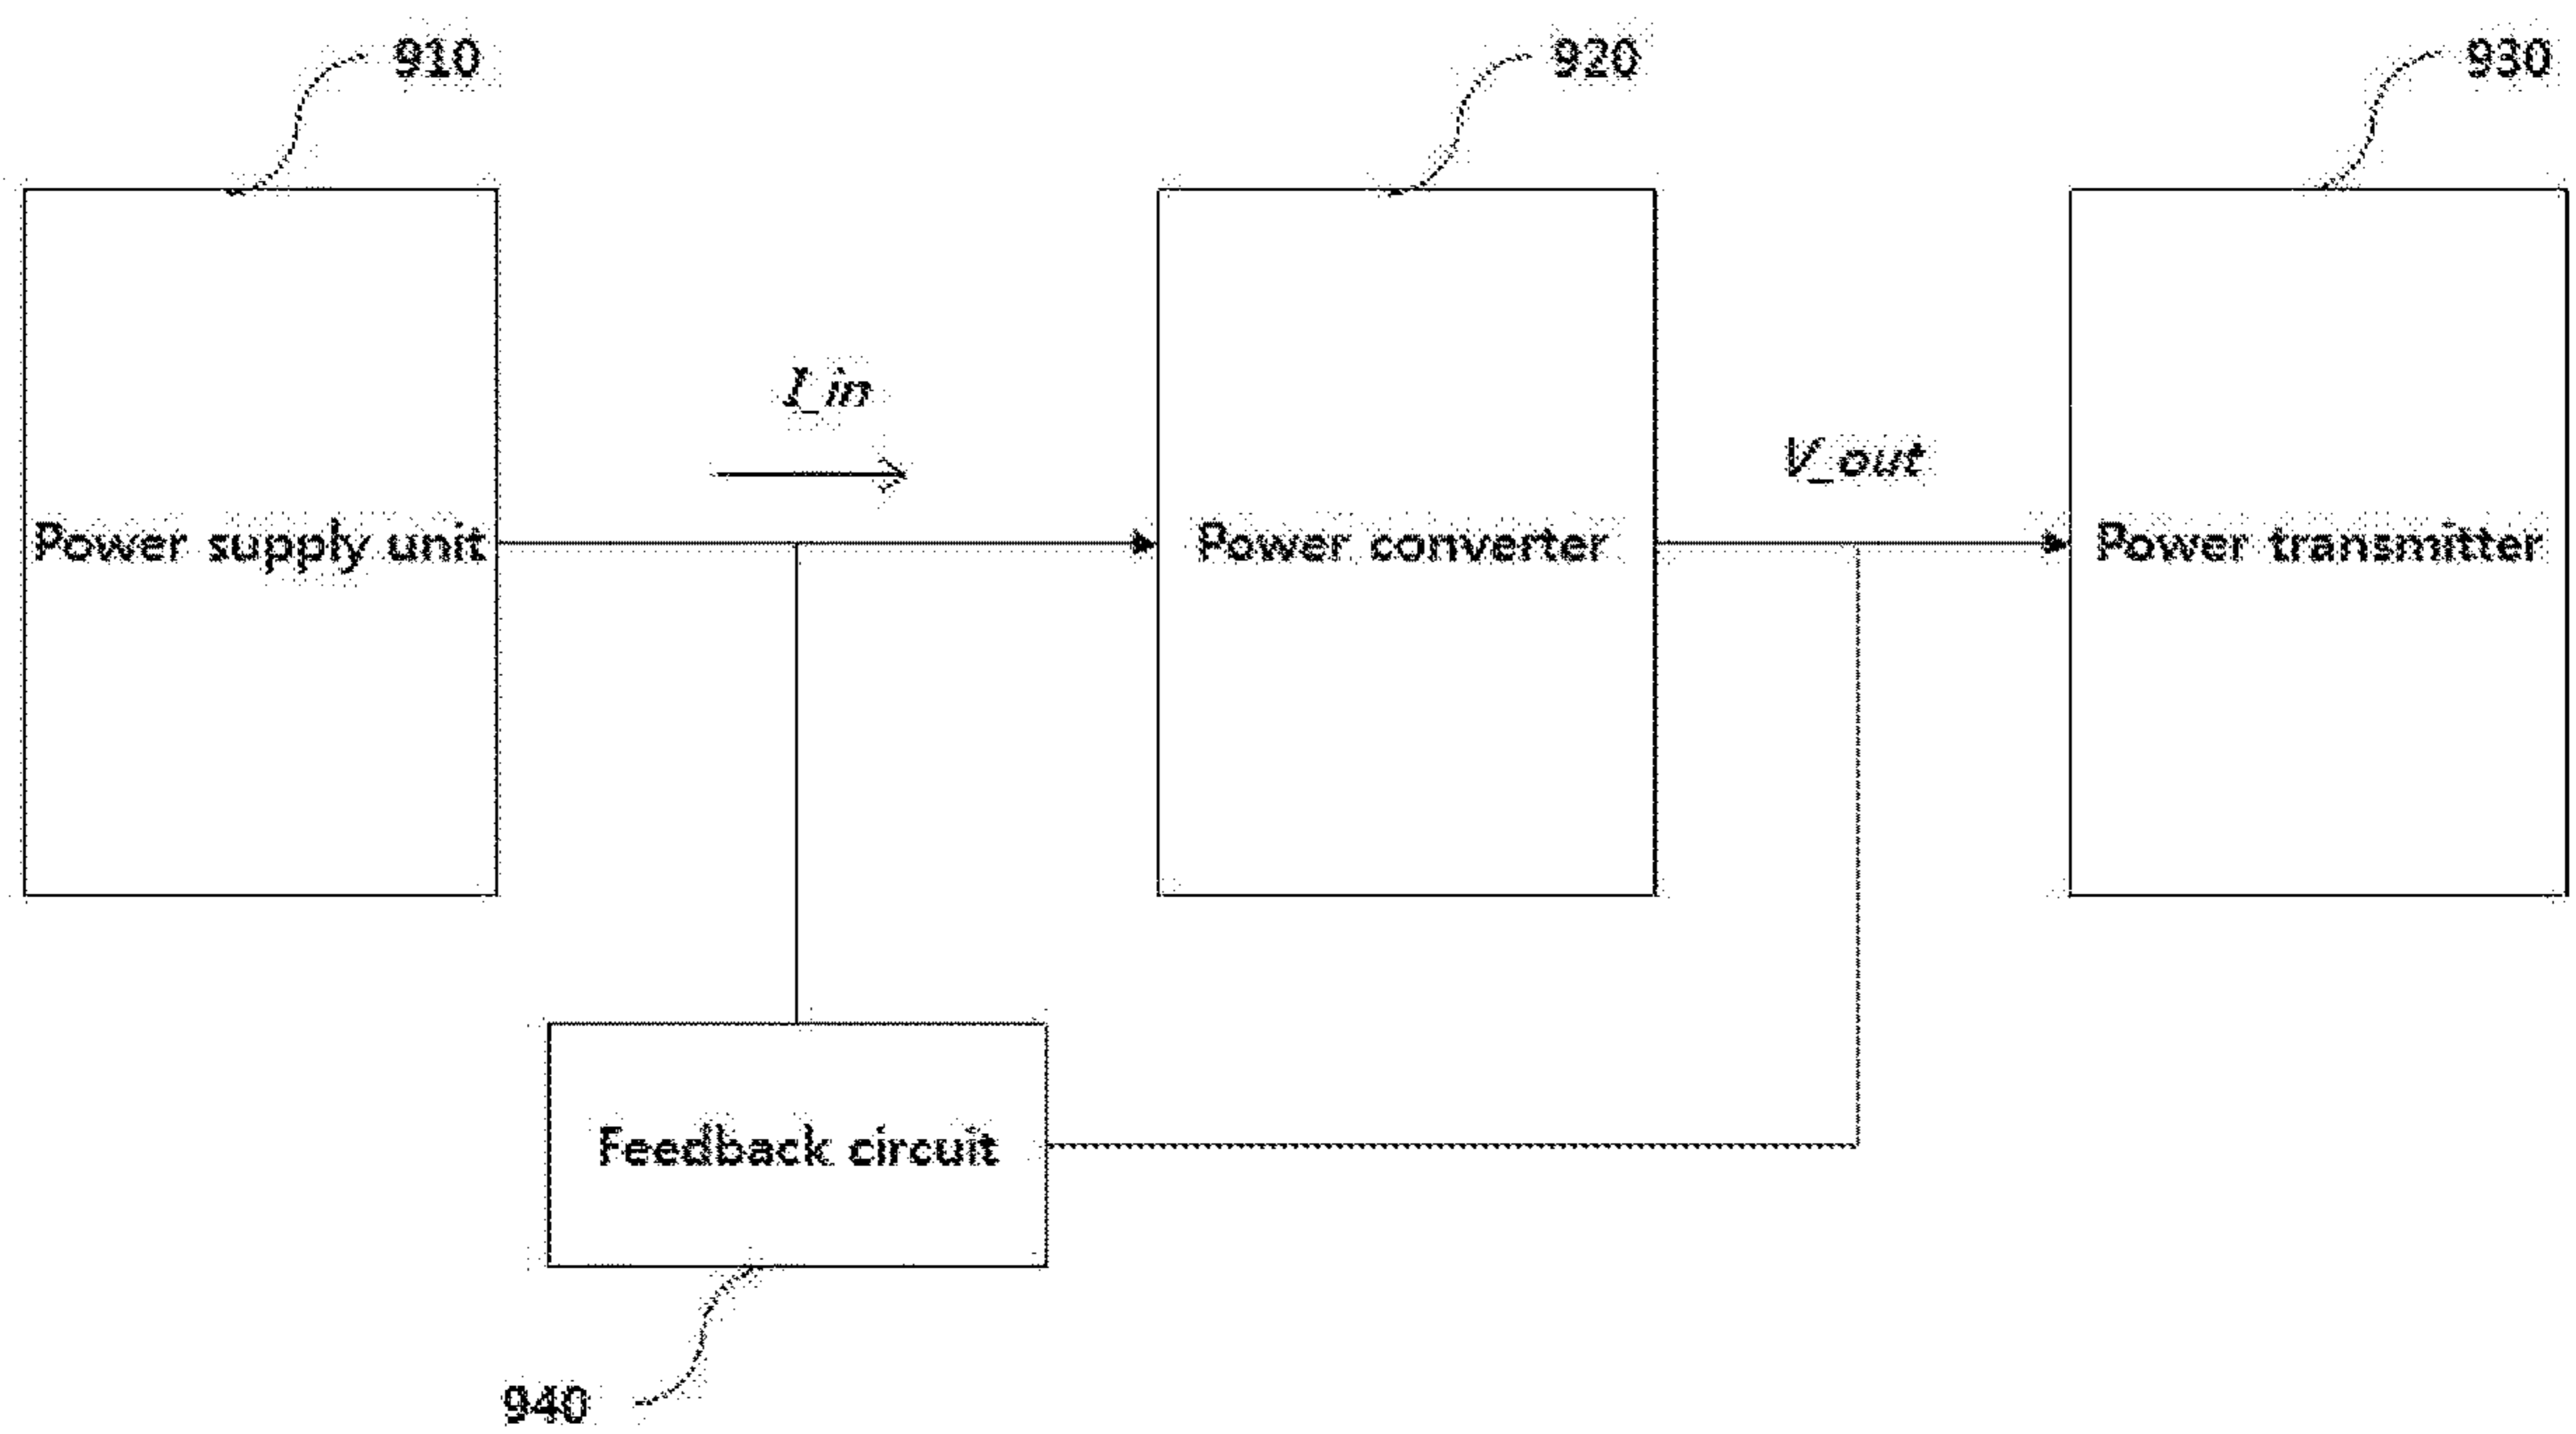 910
920
930
I_in
V_out
Power supply unit
Power converter
Power transmitter
Feedback circuit
940